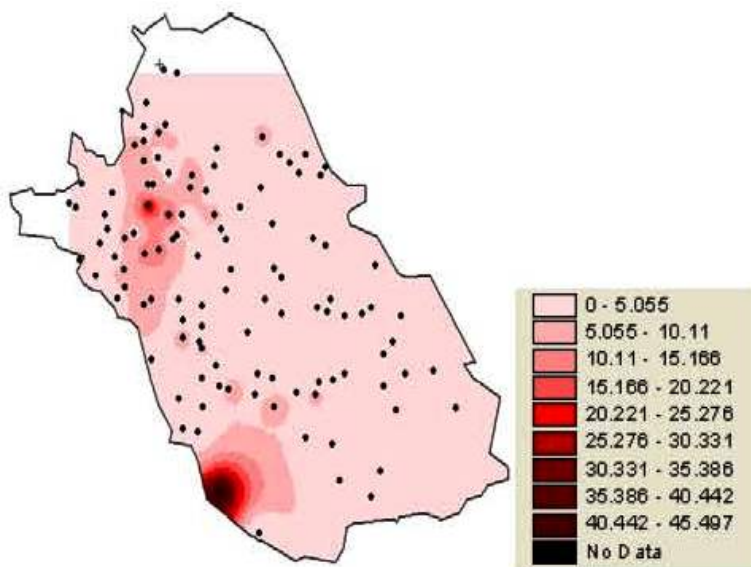 0 - 5.055
5.055 - 10.11
10.11 - 15.166
15.166 - 20.221
20.221 - 25.276
25.276 - 30.331
30.331 - 35.386
35.386 - 40.442
40.442 - 45.497
No Data